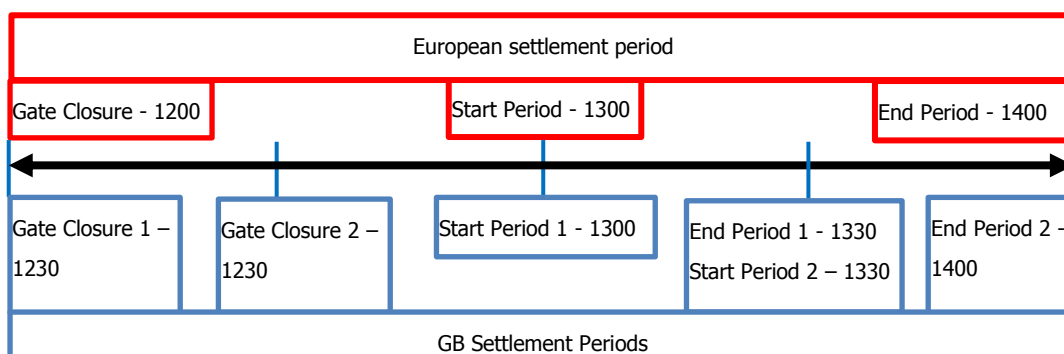 European settlement period
Gate Closure - 1200
Start Period - 1300
End Period - 1400
Gate Closure 1 –
1230
Gate Closure 2 –
1230
Start Period 1 - 1300
End Period 1 - 1330
Start Period 2 – 1330
End Period 2 -
1400
GB Settlement Periods